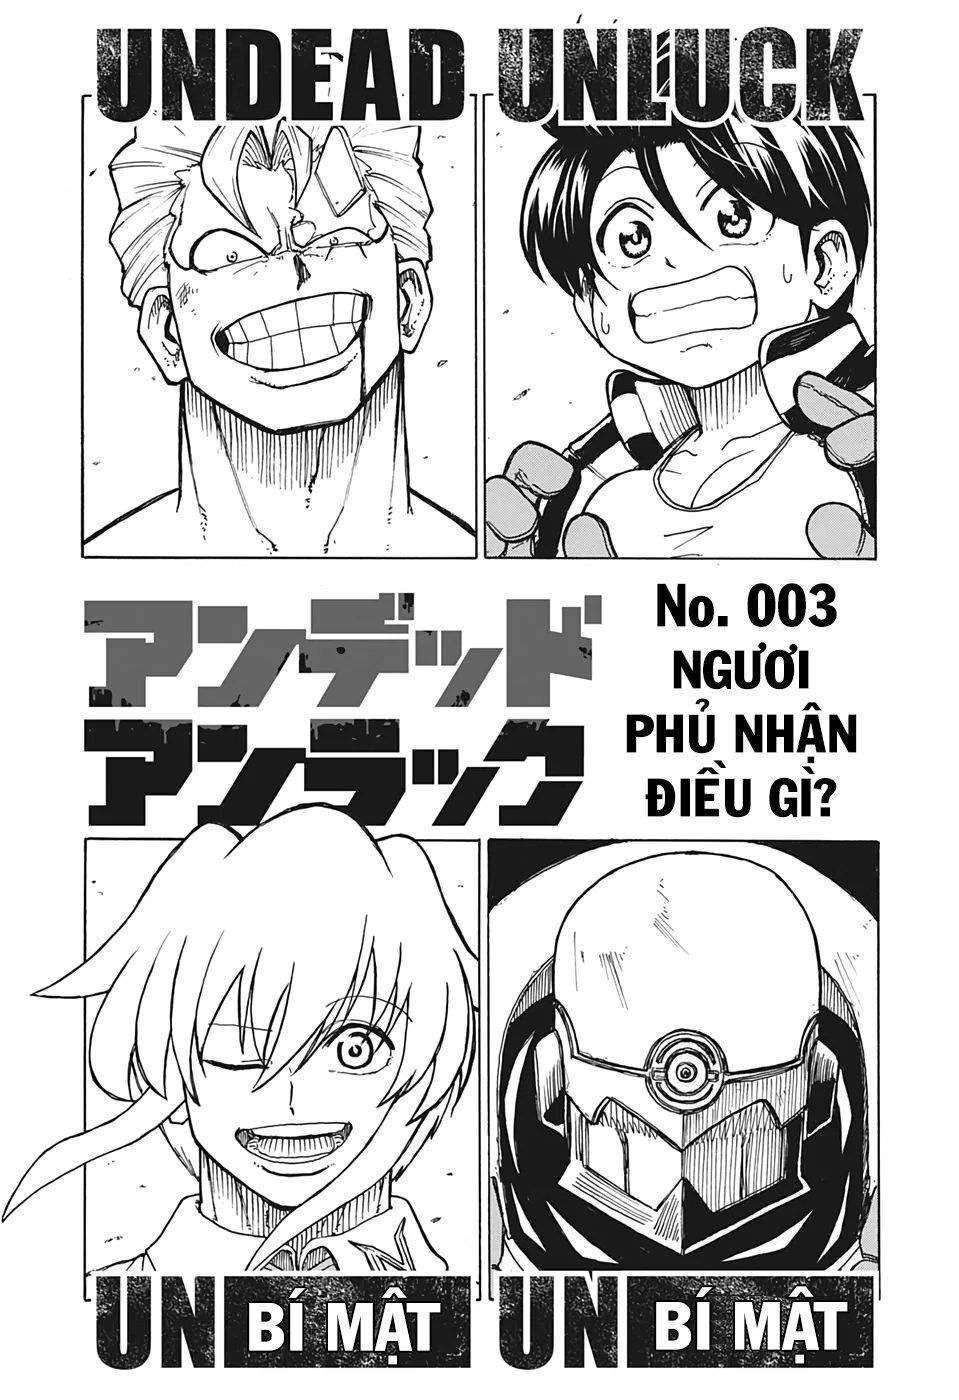 UNDEAD
UNLUCK
アンデッド
アンラック
No. 003
NGƯƠI
PHỦ NHẬN
ĐIỀU GÌ?
UN BÍ MẬT
UN BÍ MẬT